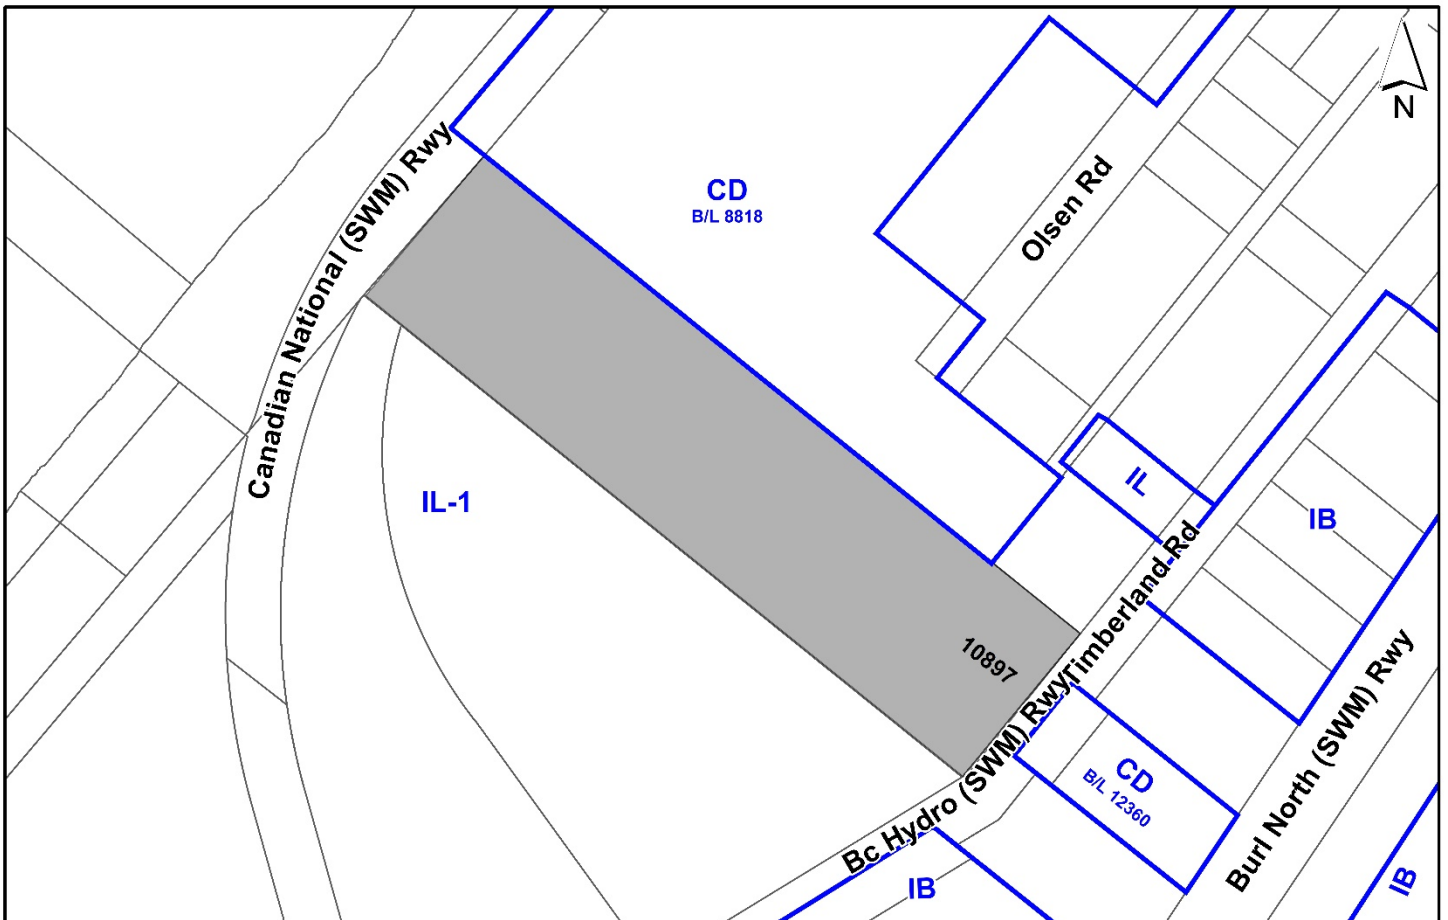 N
Canadian National (SWM) Rwy
CD
B/L 8818
Olsen Rd
IL-1
IL
IB
Timberland Rd
10897
Bc Hydro (SWM) Rwy
CD
B/L 12360
Burl North (SWM) Rwy
IB
IB